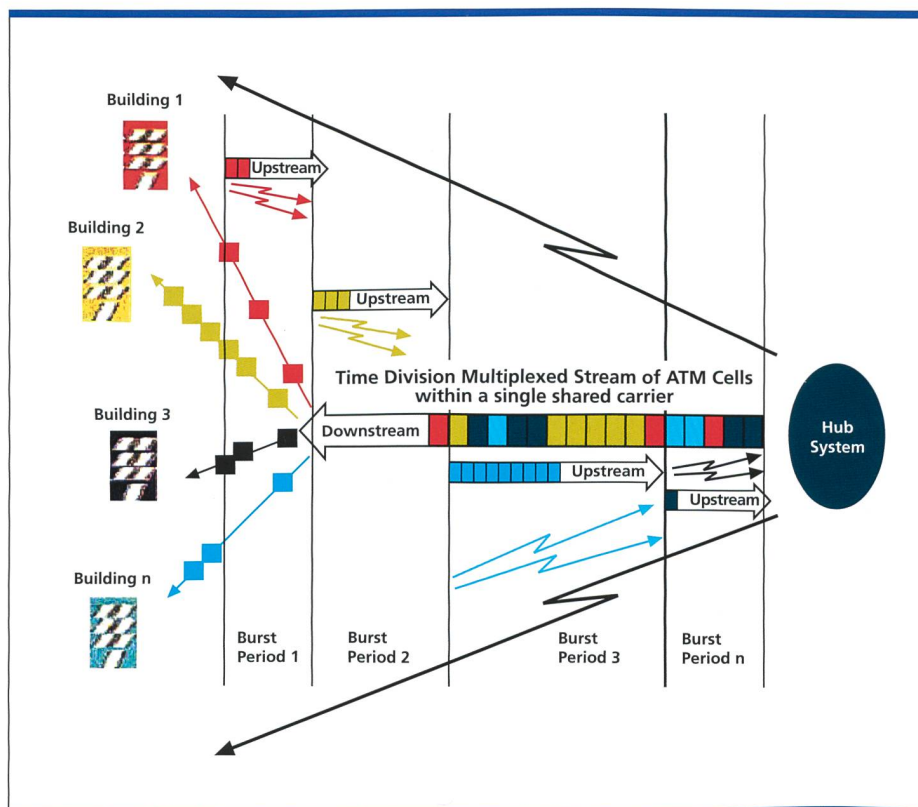 Building 1
Upstream
Building 2
Upstream
Time Division Multiplexed Stream of ATM Cells
within a single shared carrier
Building 3
Downstream
Hub
System
Upstream
Upstream
Building n
Burst
Period 1
Burst
Period 2
Burst
Period 3
Burst
Period n